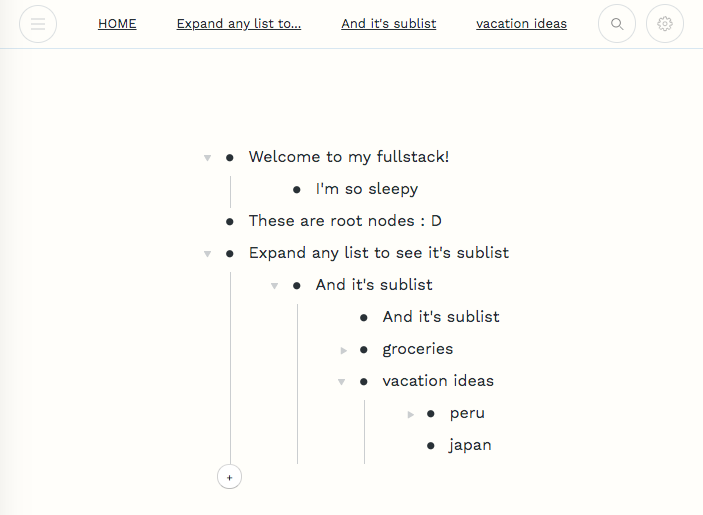 HOME
Expand any list to...
And it's sublist
vacation ideas
Welcome to my fullstack!
I'm so sleepy
These are root nodes : D
Expand any list to see it's sublist
And it's sublist
And it's sublist
groceries
vacation ideas
peru
japan
+